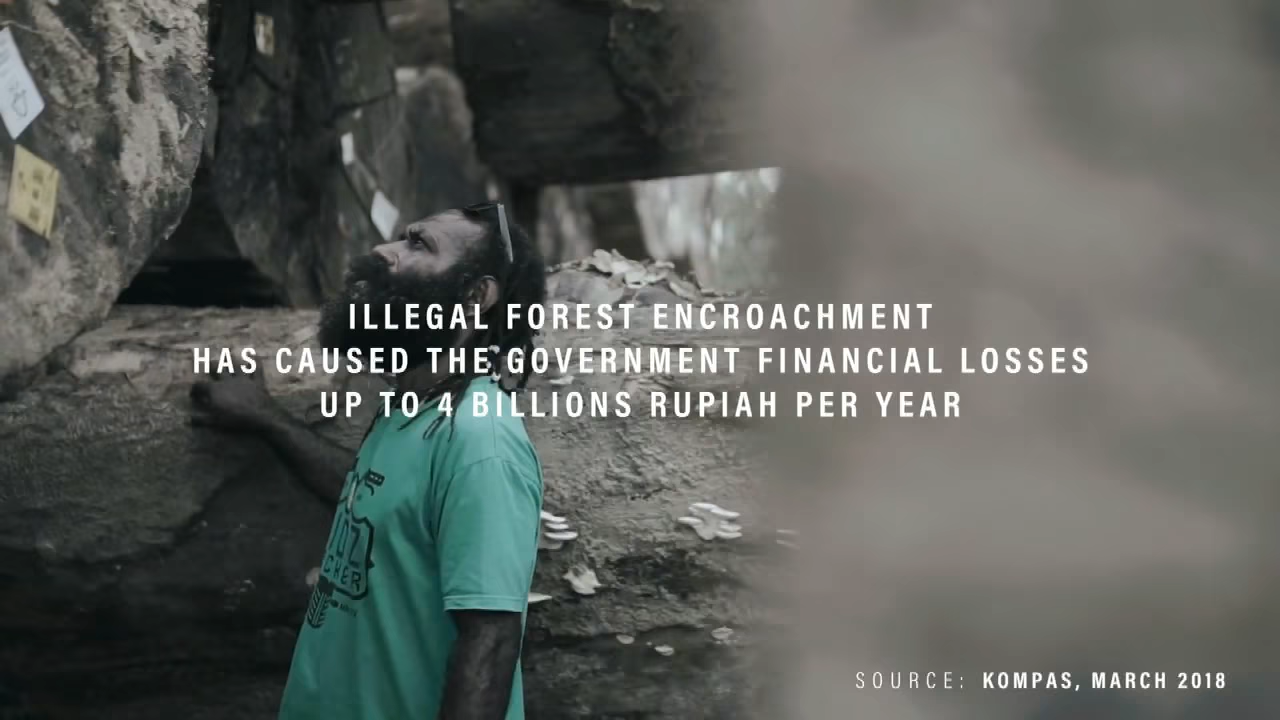 ILLEGAL FOREST ENCROACHMENT
HAS CAUSED THE GOVERNMENT FINANCIAL LOSSES
UP TO 4 BILLIONS RUPIAH PER YEAR
SOURCE: KOMPAS, MARCH 2018